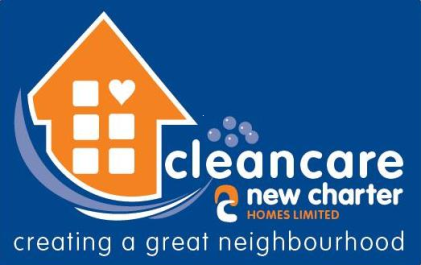 cleancare
new charter
HOMES LIMITED
creating a great neighbourhood